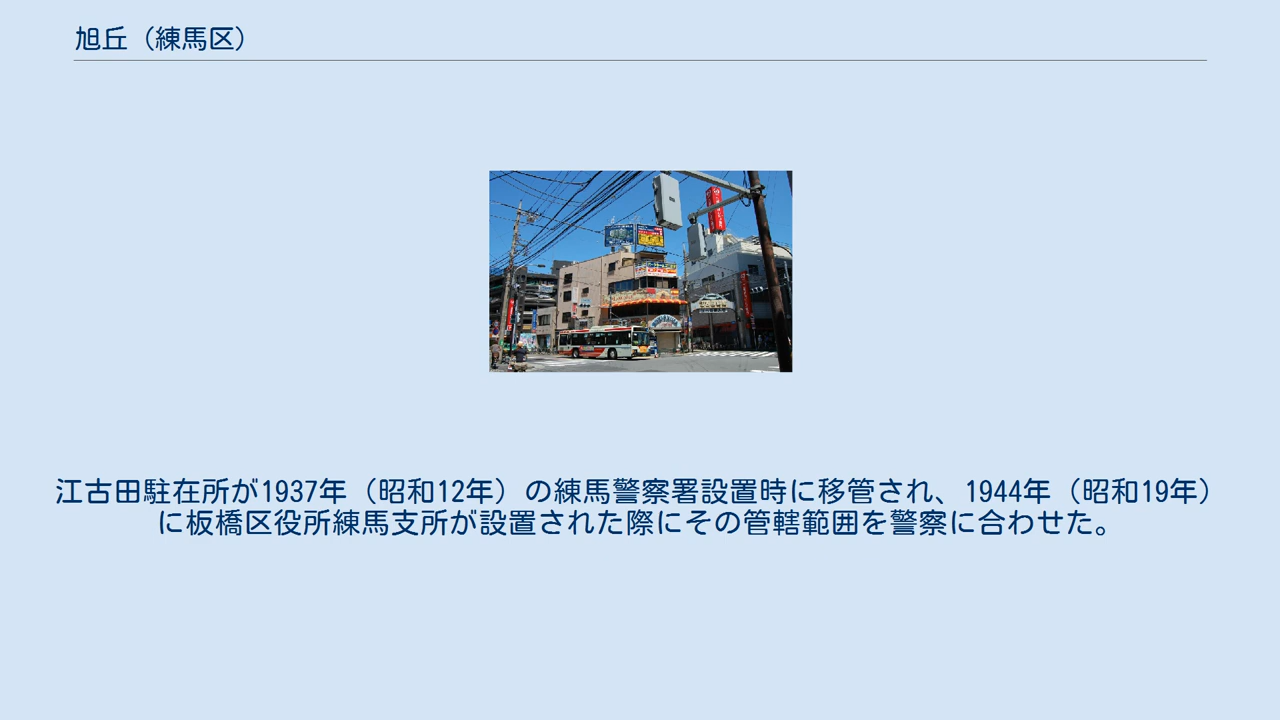 旭丘（練馬区）
江古田駐在所が1937年（昭和12年）の練馬警察署設置時に移管され、1944年（昭和19年）
に板橋区役所練馬支所が設置された際にその管轄範囲を警察に合わせた。